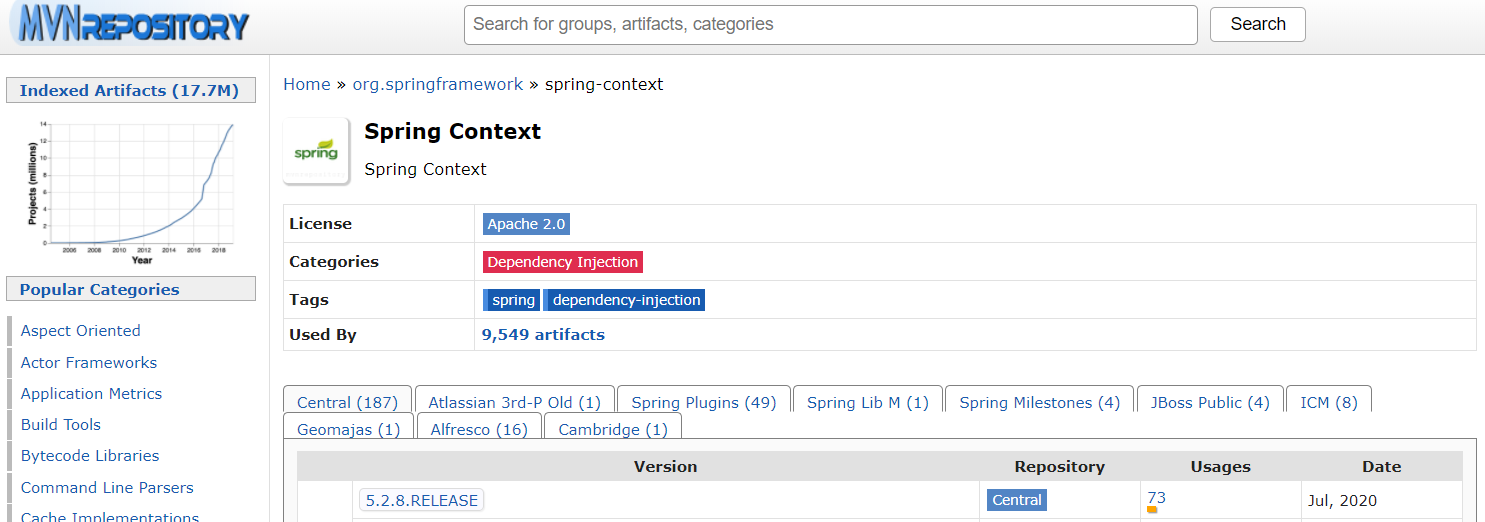 MVNREPOSITORY
Search for groups, artifacts, categories
Search
Indexed Artifacts (17.7M)
Projects (millions)
14
12
10
8
6
4
2
0
2006 2008 2010 2012 2014 2016 2018
Year
Popular Categories
Aspect Oriented
Actor Frameworks
Application Metrics
Build Tools
Bytecode Libraries
Command Line Parsers
Cache Implementations
Home » org.springframework » spring-context
spring
Spring Context
Spring Context
License Apache 2.0
Categories Dependency Injection
Tags spring dependency-injection
Used By 9,549 artifacts
Central (187) Atlassian 3rd-P Old (1) Spring Plugins (49) Spring Lib M (1) Spring Milestones (4) JBoss Public (4) ICM (8)
Geomajas (1) Alfresco (16) Cambridge (1)
Version Repository Usages Date
5.2.8.RELEASE Central 73 Jul, 2020